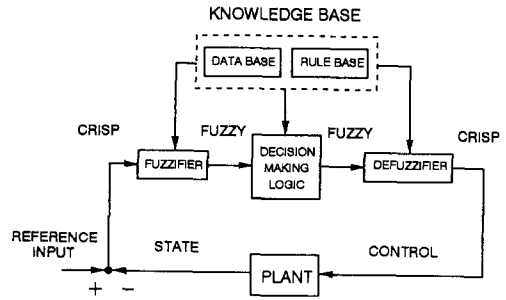 KNOWLEDGE BASE
DATA BASE
RULE BASE
CRISP
FUZZY
FUZZY
CRISP
FUZZIFIER
DECISION
MAKING
LOGIC
DEFUZZIFIER
REFERENCE
INPUT
STATE
CONTROL
PLANT
+ −